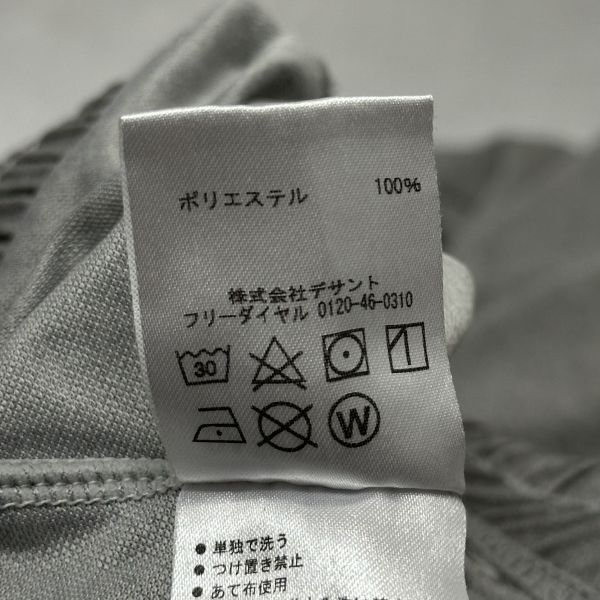 ポリエステル 100%
株式会社デサント
フリーダイヤル 0120-46-0310
30
W
● 単独で洗う
● つけ置き禁止
● あて布使用